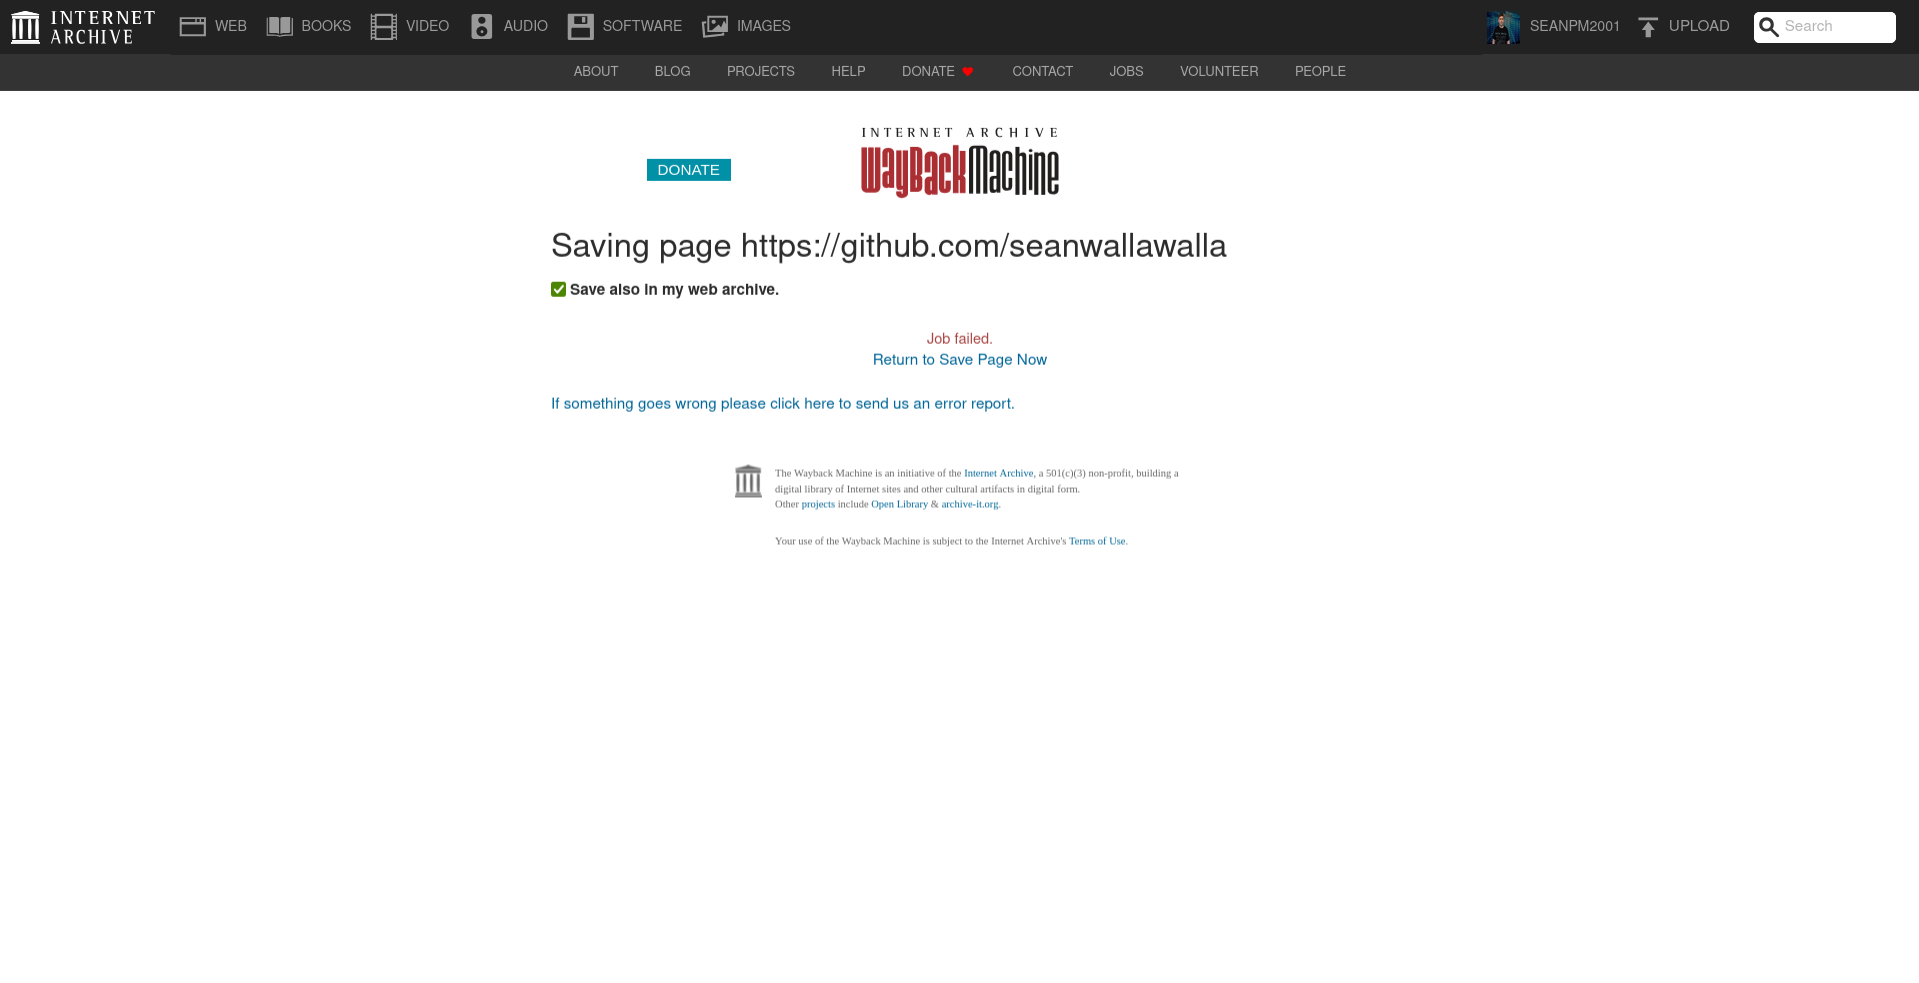 INTERNET ARCHIVE
WEB BOOKS VIDEO AUDIO SOFTWARE IMAGES SEANPM2001 UPLOAD Search
ABOUT BLOG PROJECTS HELP DONATE CONTACT JOBS VOLUNTEER PEOPLE
INTERNET ARCHIVE
DONATE WayBackMachine
Saving page https://github.com/seanwallawalla
Save also in my web archive.
Job failed.
Return to Save Page Now
If something goes wrong please click here to send us an error report.
The Wayback Machine is an initiative of the Internet Archive, a 501(c)(3) non-profit, building a
digital library of Internet sites and other cultural artifacts in digital form.
Other projects include Open Library & archive-it.org.
Your use of the Wayback Machine is subject to the Internet Archive's Terms of Use.